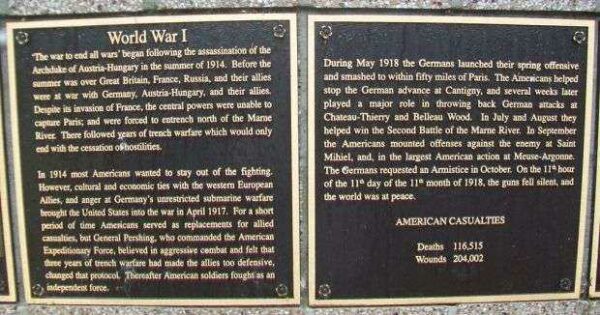 World War I
'The war to end all wars' began following the assassination of the
Archduke of Austria-Hungary in the summer of 1914. Before the
summer was over Great Britain, France, Russia, and their allies
were at war with Germany, Austria-Hungary, and their allies.
Despite its invasion of France, the central powers were unable to
capture Paris; and were forced to entrench north of the Marne
River. There followed years of trench warfare which would only
end with the cessation of hostilities.
In 1914 most Americans wanted to stay out of the fighting.
However, cultural and economic ties with the western European
Allies, and anger at Germany's unrestricted submarine warfare
brought the United States into the war in April 1917. For a short
period of time Americans served as replacements for allied
casualties, but General Pershing, who commanded the American
Expeditionary Force, believed in aggressive combat and felt that
three years of trench warfare had made the allies too defensive,
changed that protocol. Thereafter American soldiers fought as an
independent force.
During May 1918 the Germans launched their spring offensive
and smashed to within fifty miles of Paris. The Americans helped
stop the German advance at Cantigny, and several weeks later
played a major role in throwing back German attacks at
Chateau-Thierry and Belleau Wood. In July and August they
helped win the Second Battle of the Marne River. In September
the Americans mounted offenses against the enemy at Saint
Mihiel, and, in the largest American action at Meuse-Argonne.
The Germans requested an Armistice in October. On the 11th hour
of the 11th day of the 11th month of 1918, the guns fell silent, and
the world was at peace.
AMERICAN CASUALTIES
Deaths 116,515
Wounds 204,002